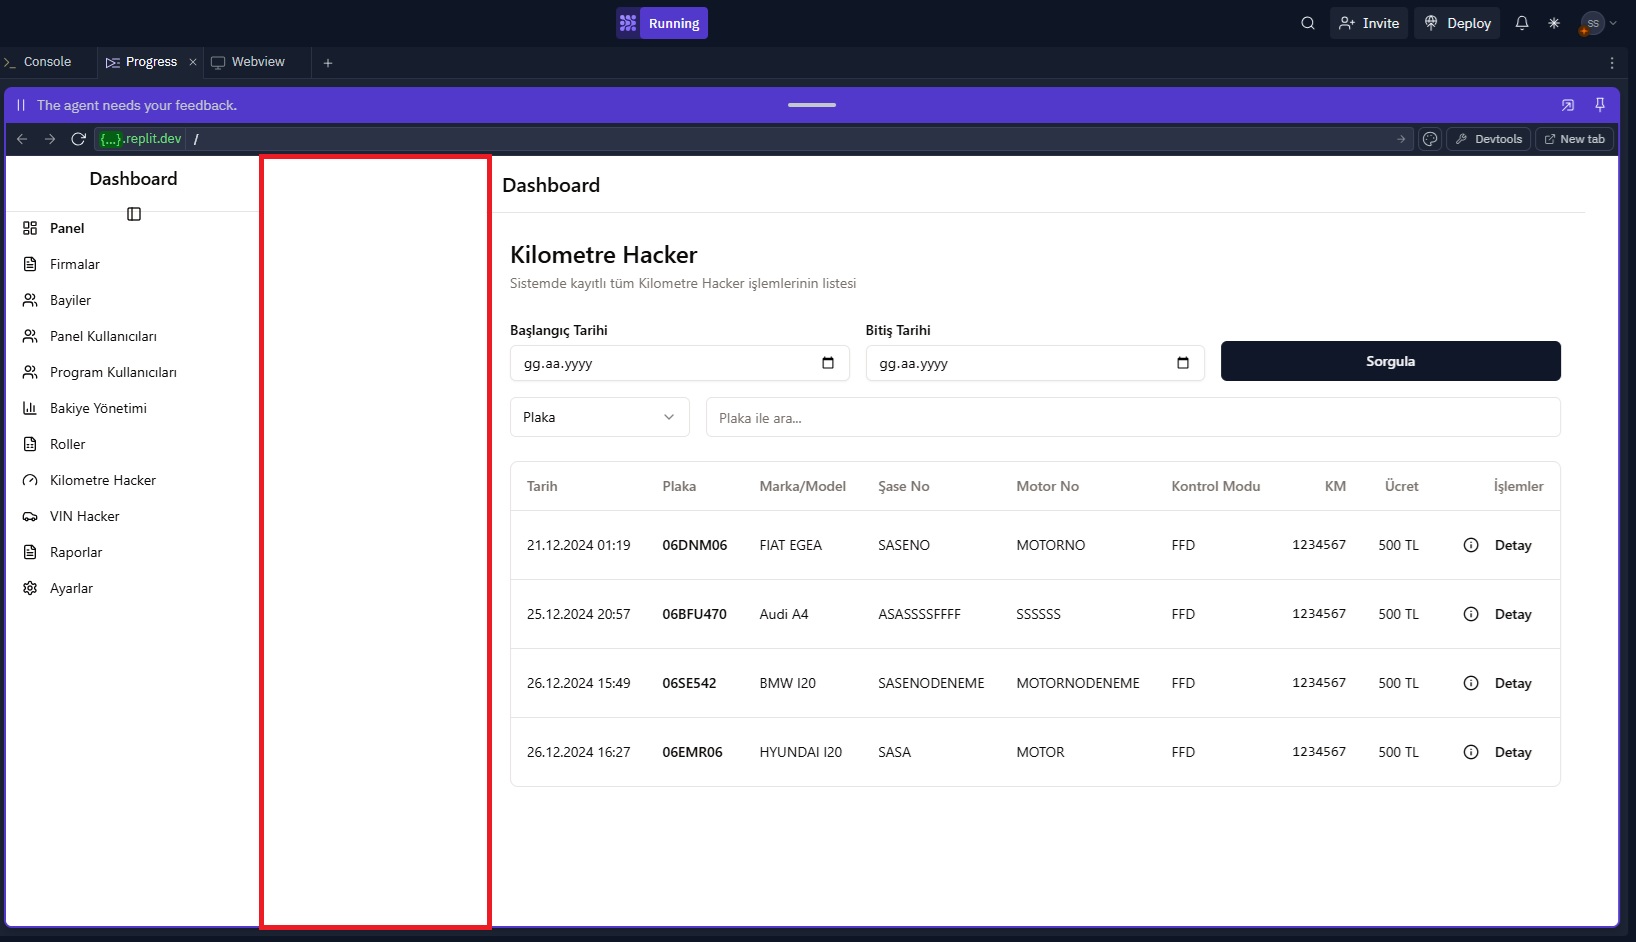 Running
Invite
Deploy
SS
Console
Progress
Webview
The agent needs your feedback.
{...}.replit.dev /
Devtools
New tab
Dashboard
Panel
Firmalar
Bayiler
Panel Kullanıcıları
Program Kullanıcıları
Bakiye Yönetimi
Roller
Kilometre Hacker
VIN Hacker
Raporlar
Ayarlar
Dashboard
Kilometre Hacker
Sistemde kayıtlı tüm Kilometre Hacker işlemlerinin listesi
Başlangıç Tarihi Bitiş Tarihi
gg.aa.yyyy gg.aa.yyyy Sorgula
Plaka Plaka ile ara...
Tarih Plaka Marka/Model Şase No Motor No Kontrol Modu KM Ücret İşlemler
21.12.2024 01:19 06DNM06 FIAT EGEA SASENO MOTORNO FFD 1234567 500 TL Detay
25.12.2024 20:57 06BFU470 Audi A4 ASASSSSFFFF SSSSSS FFD 1234567 500 TL Detay
26.12.2024 15:49 06SE542 BMW I20 SASENODENEME MOTORNODENEME FFD 1234567 500 TL Detay
26.12.2024 16:27 06EMR06 HYUNDAI I20 SASA MOTOR FFD 1234567 500 TL Detay